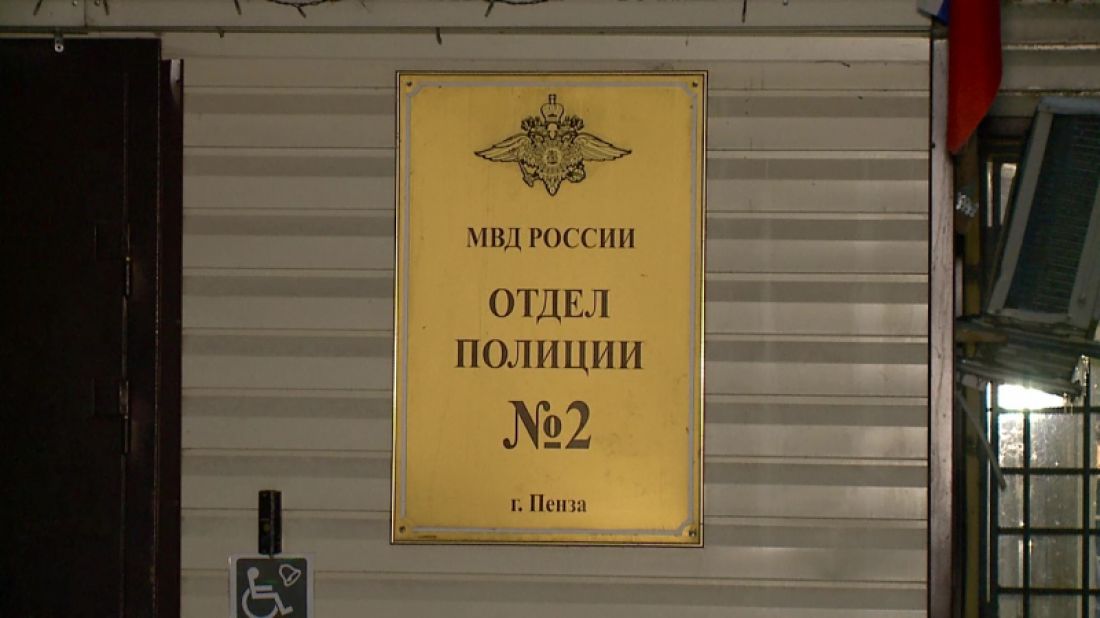 МВД РОССИИ
ОТДЕЛ
ПОЛИЦИИ
№2
г. Пенза